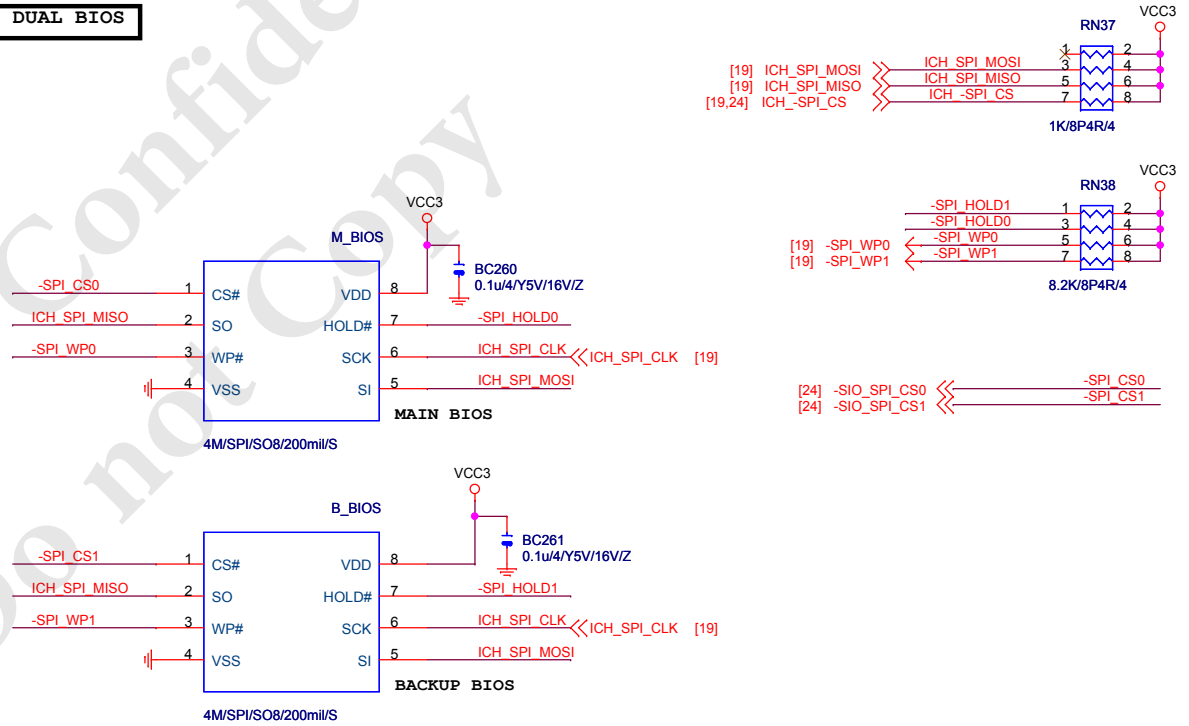 DUAL BIOS
Confide
Do not Copy
VCC3
RN37
1 2
[19] ICH_SPI_MOSI ICH_SPI_MOSI 3 4
[19] ICH_SPI_MISO ICH_SPI_MISO 5 6
[19,24] ICH_-SPI_CS ICH_-SPI_CS 7 8
1K/8P4R/4
VCC3
RN38
-SPI_HOLD1 1 2
-SPI_HOLD0 3 4
[19] -SPI_WP0 -SPI_WP0 5 6
[19] -SPI_WP1 -SPI_WP1 7 8
8.2K/8P4R/4
[24] -SIO_SPI_CS0 -SPI_CS0
[24] -SIO_SPI_CS1 -SPI_CS1
VCC3
M_BIOS
BC260
0.1u/4/Y5V/16V/Z
-SPI_CS0 1 CS# VDD 8
ICH_SPI_MISO 2 SO HOLD# 7 -SPI_HOLD0
-SPI_WP0 3 WP# SCK 6 ICH_SPI_CLK ICH_SPI_CLK [19]
4 VSS SI 5 ICH_SPI_MOSI
MAIN BIOS
4M/SPI/SO8/200mil/S
VCC3
B_BIOS
BC261
0.1u/4/Y5V/16V/Z
-SPI_CS1 1 CS# VDD 8
ICH_SPI_MISO 2 SO HOLD# 7 -SPI_HOLD1
-SPI_WP1 3 WP# SCK 6 ICH_SPI_CLK ICH_SPI_CLK [19]
4 VSS SI 5 ICH_SPI_MOSI
BACKUP BIOS
4M/SPI/SO8/200mil/S